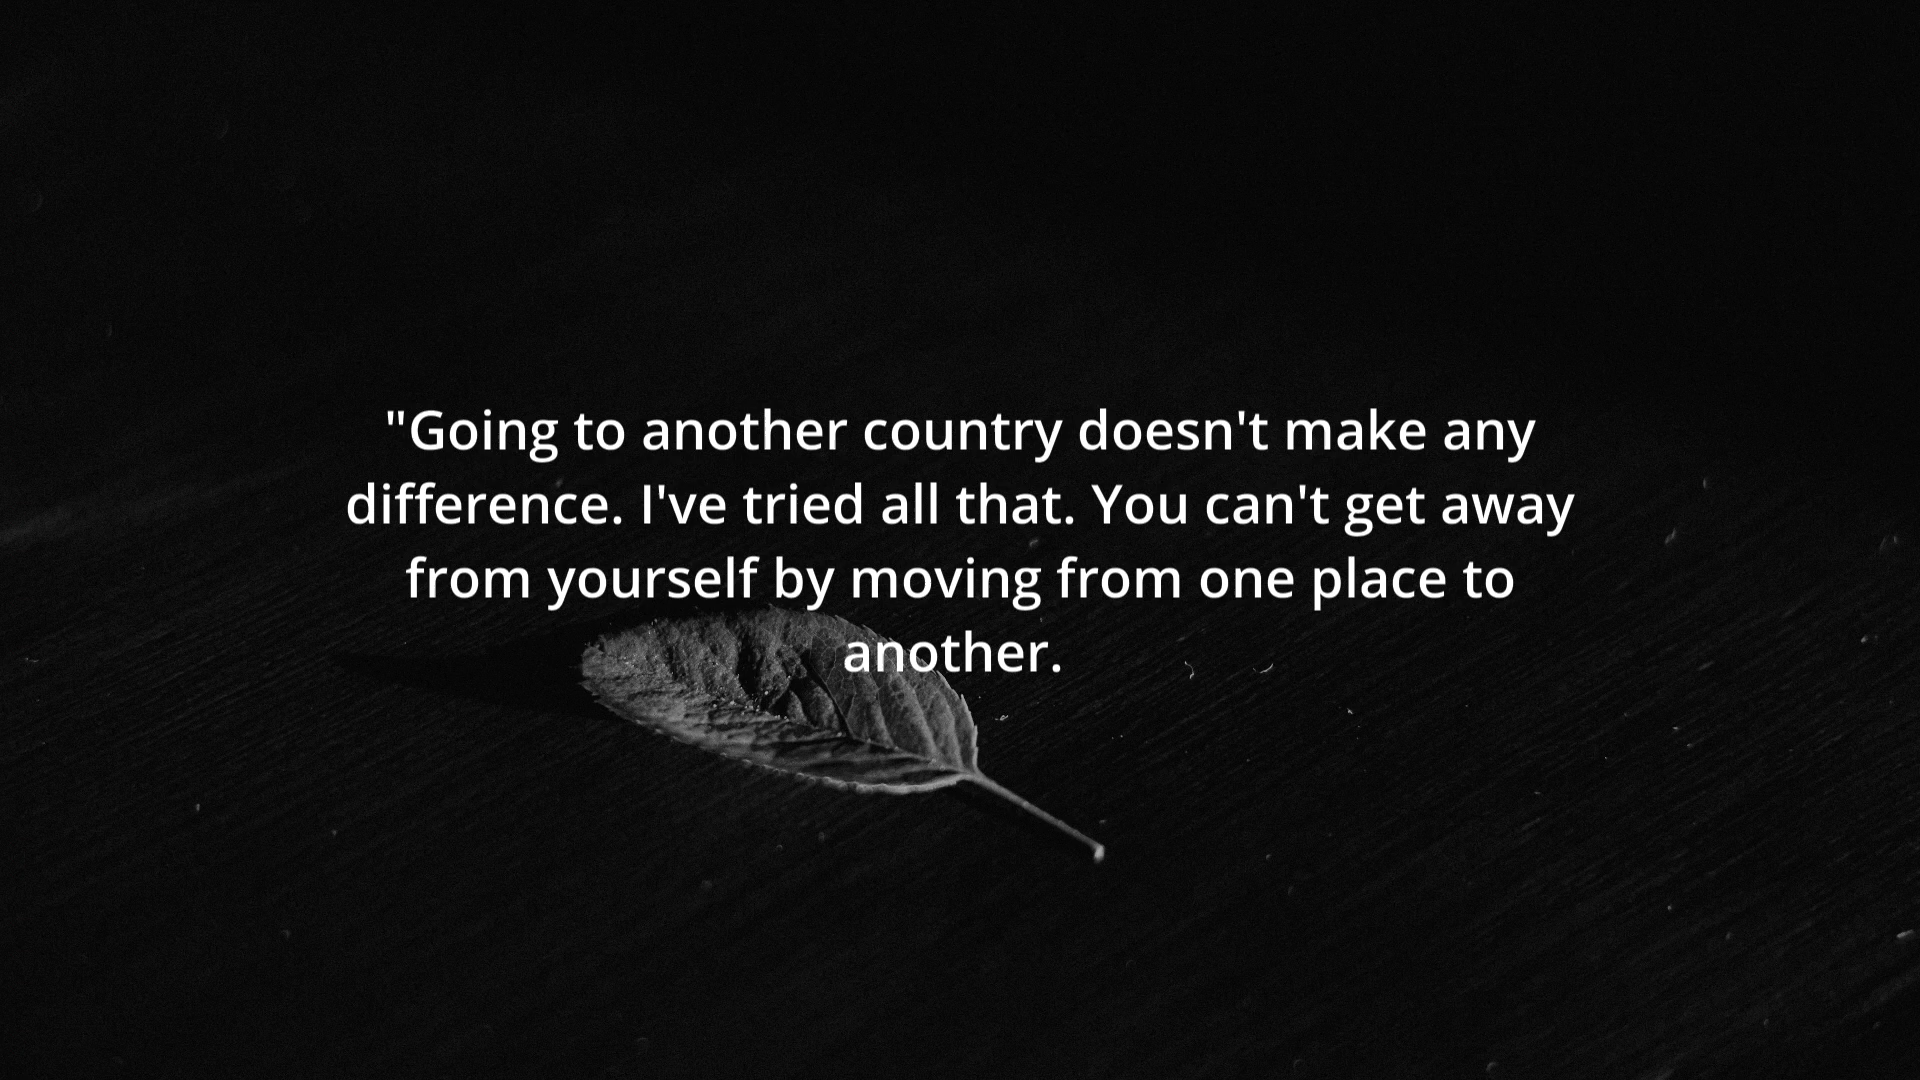 "Going to another country doesn't make any
difference. I've tried all that. You can't get away
from yourself by moving from one place to
another.